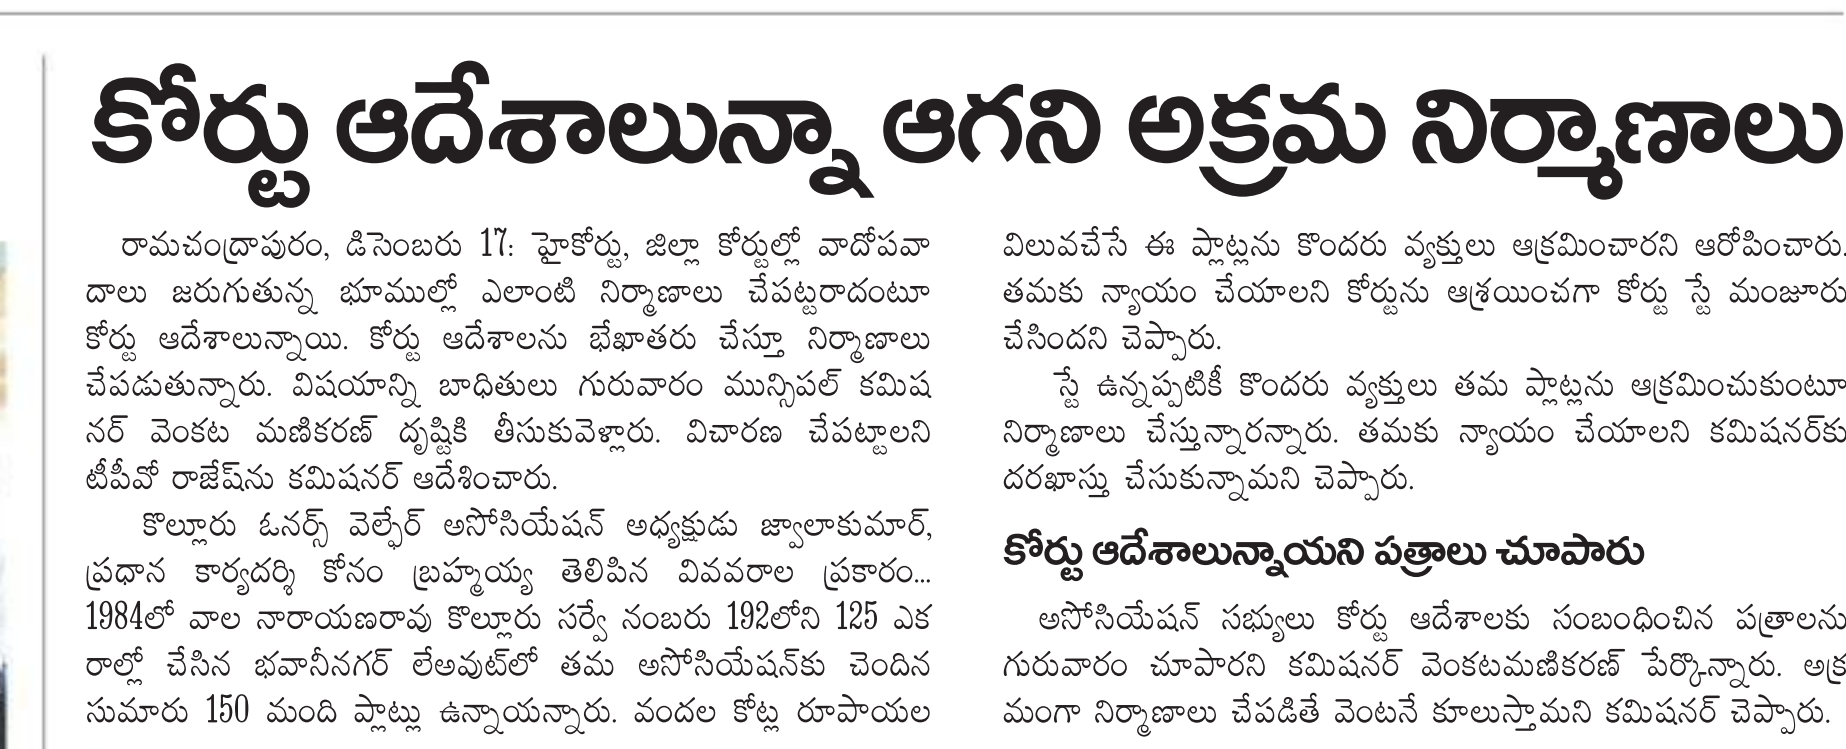 కోర్టు ఆదేశాలున్నా ఆగని అక్రమ నిర్మాణాలు
రామచంద్రాపురం, డిసెంబరు 17: హైకోర్టు, జిల్లా కోర్టుల్లో వాదోపవా
దాలు జరుగుతున్న భూముల్లో ఎలాంటి నిర్మాణాలు చేపట్టరాదంటూ
కోర్టు ఆదేశాలున్నాయి. కోర్టు ఆదేశాలను భేఖాతరు చేస్తూ నిర్మాణాలు
చేపడుతున్నారు. విషయాన్ని బాధితులు గురువారం మున్సిపల్ కమిష
నర్ వెంకట మణికరణ్ దృష్టికి తీసుకువెళ్లారు. విచారణ చేపట్టాలని
టీపీవో రాజేష్‌ను కమిషనర్ ఆదేశించారు.
కొల్లూరు ఓనర్స్ వెల్ఫేర్ అసోసియేషన్ అధ్యక్షుడు జ్వాలాకుమార్,
ప్రధాన కార్యదర్శి కోనం బ్రహ్మయ్య తెలిపిన వివవరాల ప్రకారం...
1984లో వాల నారాయణరావు కొల్లూరు సర్వే నంబరు 192లోని 125 ఎక
రాల్లో చేసిన భవానీనగర్ లేఅవుట్‌లో తమ అసోసియేషన్‌కు చెందిన
సుమారు 150 మంది ప్లాట్లు ఉన్నాయన్నారు. వందల కోట్ల రూపాయల
విలువచేసే ఈ ప్లాట్లను కొందరు వ్యక్తులు ఆక్రమించారని ఆరోపించారు.
తమకు న్యాయం చేయాలని కోర్టును ఆశ్రయించగా కోర్టు స్టే మంజూరు
చేసిందని చెప్పారు.
స్టే ఉన్నప్పటికీ కొందరు వ్యక్తులు తమ ప్లాట్లను ఆక్రమించుకుంటూ
నిర్మాణాలు చేస్తున్నారన్నారు. తమకు న్యాయం చేయాలని కమిషనర్‌కు
దరఖాస్తు చేసుకున్నామని చెప్పారు.
కోర్టు ఆదేశాలున్నాయని పత్రాలు చూపారు
అసోసియేషన్ సభ్యులు కోర్టు ఆదేశాలకు సంబంధించిన పత్రాలను
గురువారం చూపారని కమిషనర్ వెంకటమణికరణ్ పేర్కొన్నారు. అక్ర
మంగా నిర్మాణాలు చేపడితే వెంటనే కూలుస్తామని కమిషనర్ చెప్పారు.